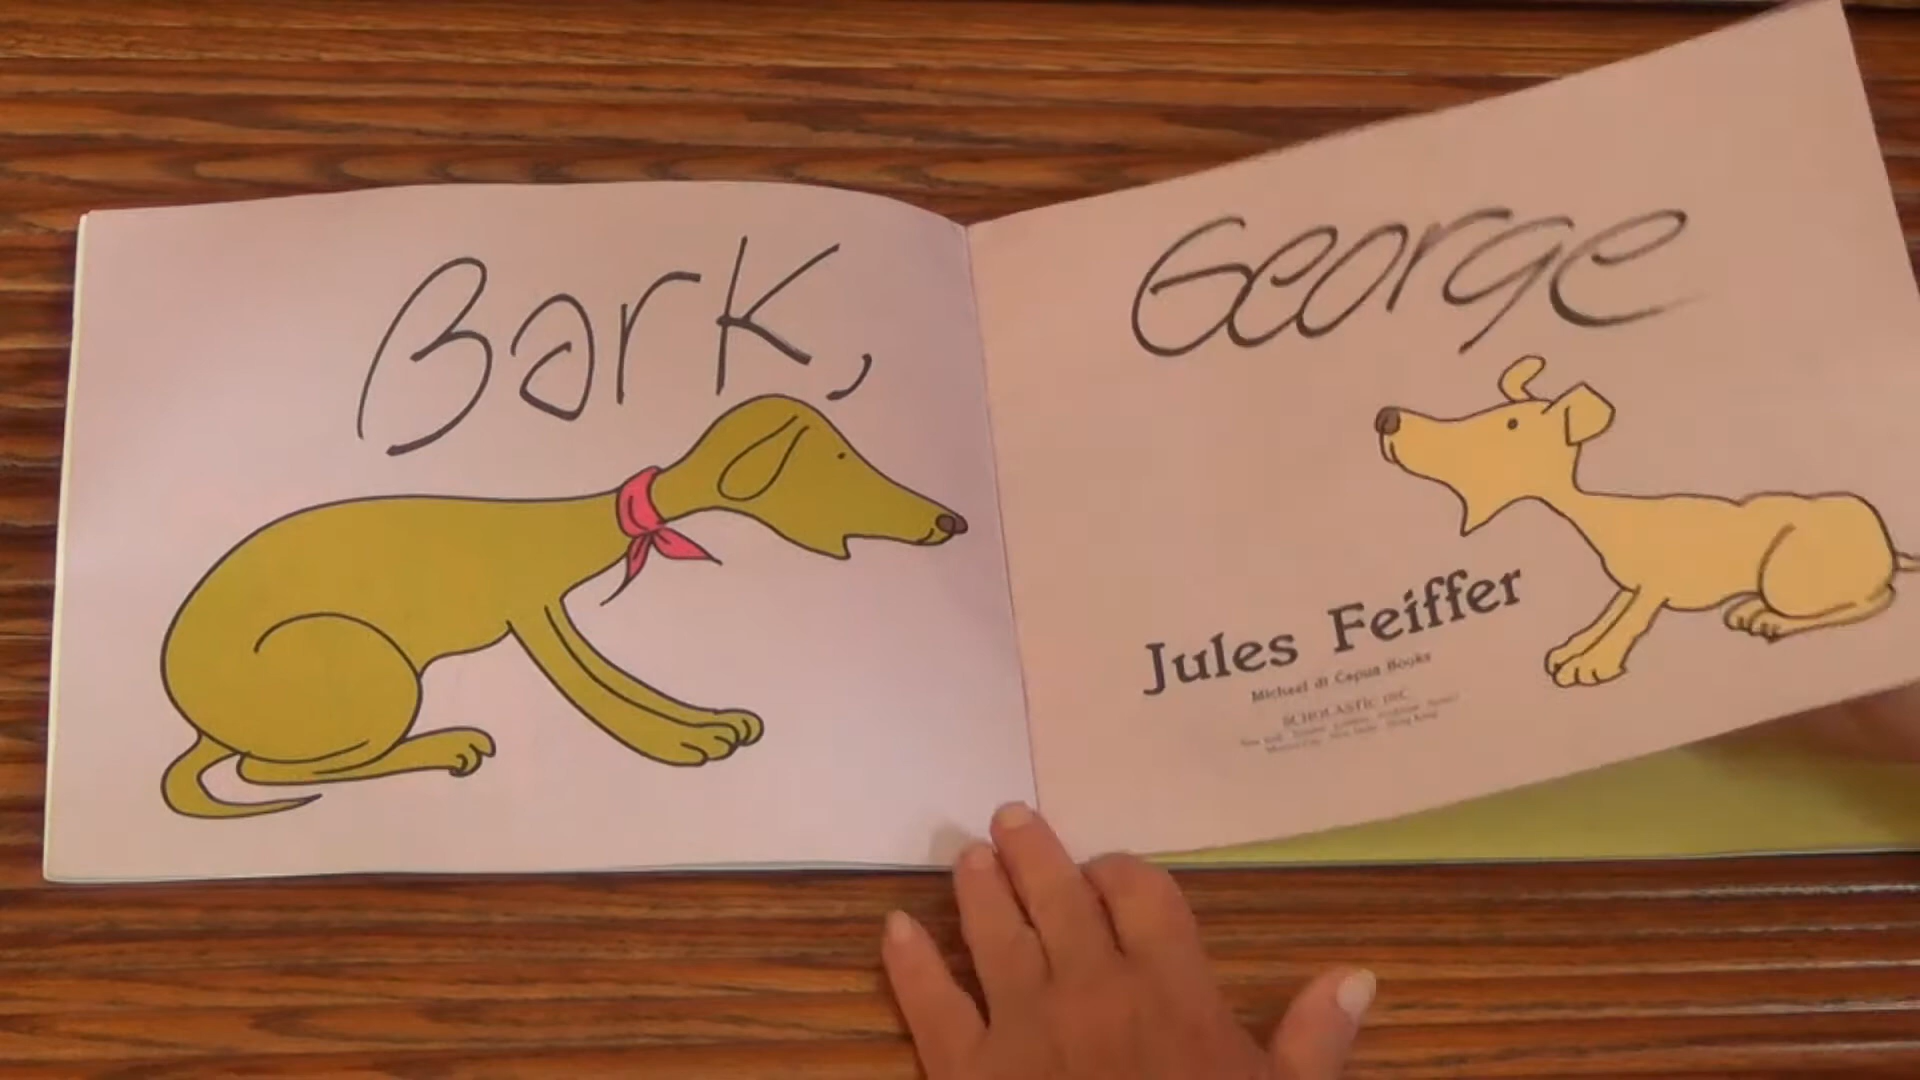 Bark,
George
Jules Feiffer
Michael di Capua Books
SCHOLASTIC INC.